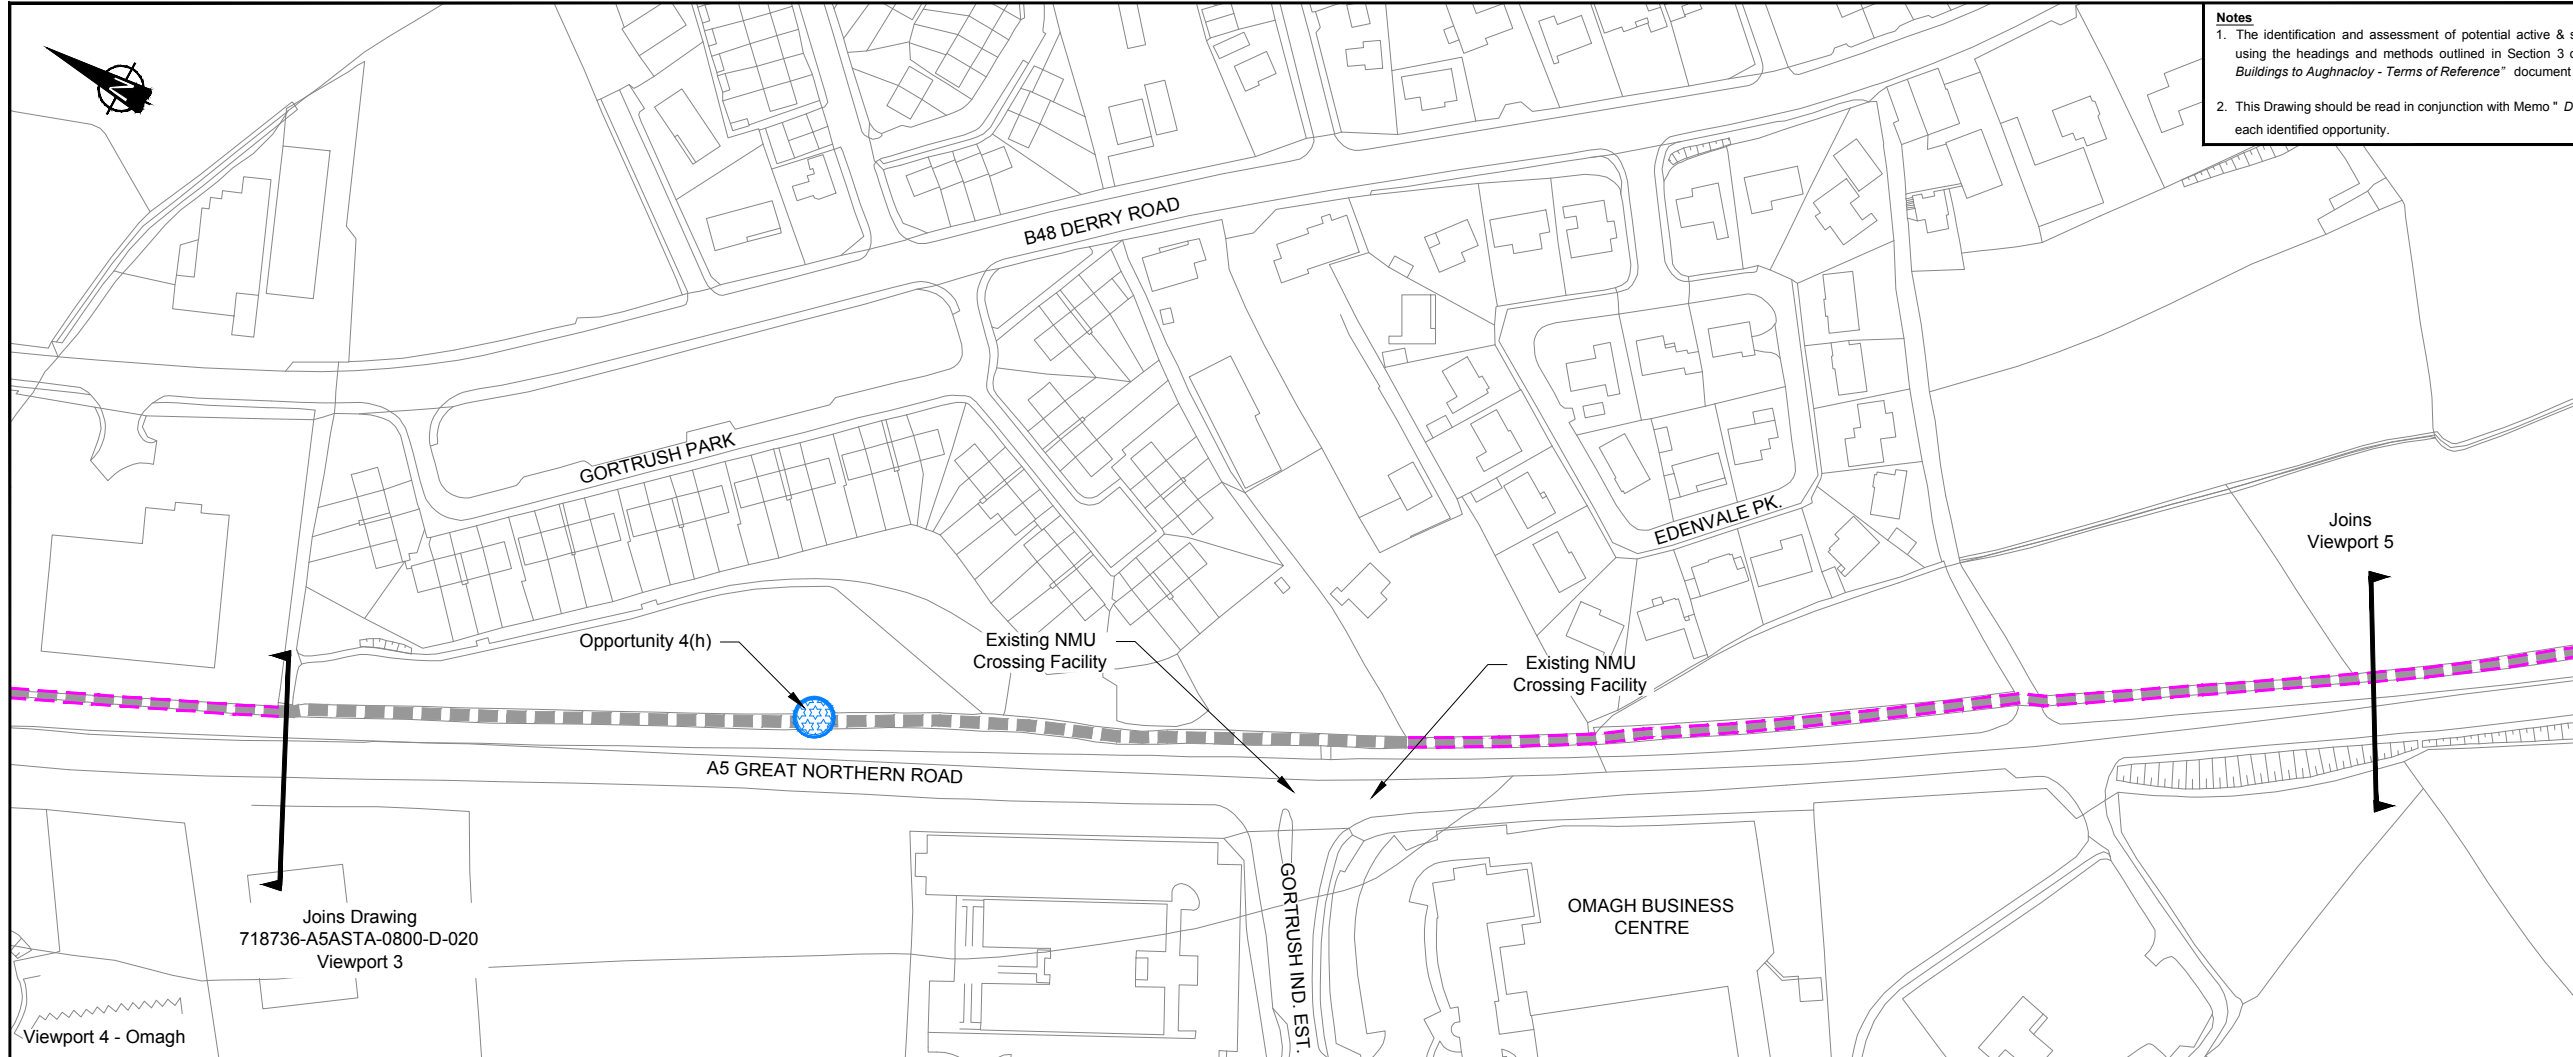 Notes
1. The identification and assessment of potential active & s
using the headings and methods outlined in Section 3 o
Buildings to Aughnacloy - Terms of Reference" document
2. This Drawing should be read in conjunction with Memo " D
each identified opportunity.
B48 DERRY ROAD
GORTRUSH PARK
EDENVALE PK.
Joins
Viewport 5
Opportunity 4(h)
Existing NMU
Crossing Facility
Existing NMU
Crossing Facility
A5 GREAT NORTHERN ROAD
GORTRUSH IND. EST.
OMAGH BUSINESS
CENTRE
Joins Drawing
718736-A5ASTA-0800-D-020
Viewport 3
Viewport 4 - Omagh